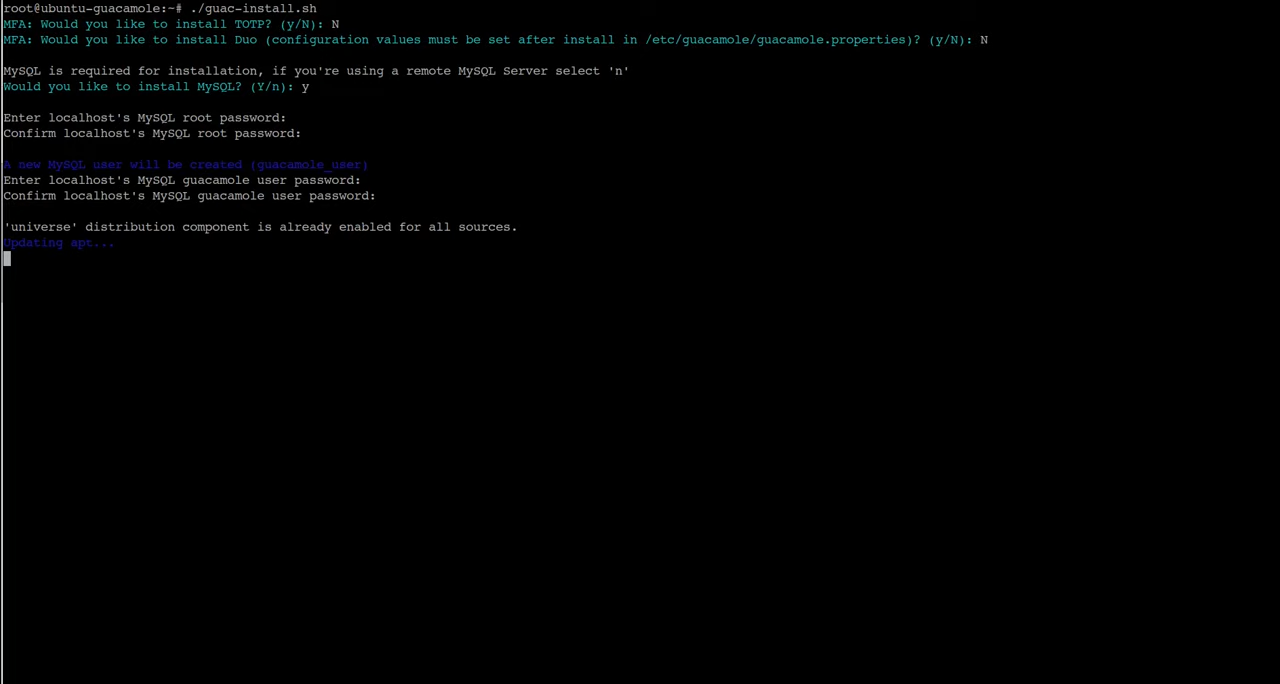 root@ubuntu-guacamole:~# ./guac-install.sh
MFA: Would you like to install TOTP? (y/N): N
MFA: Would you like to install Duo (configuration values must be set after install in /etc/guacamole/guacamole.properties)? (y/N): N
MySQL is required for installation, if you're using a remote MySQL Server select 'n'
Would you like to install MySQL? (Y/n): y
Enter localhost's MySQL root password:
Confirm localhost's MySQL root password:
A new MySQL user will be created (guacamole_user)
Enter localhost's MySQL guacamole user password:
Confirm localhost's MySQL guacamole user password:
'universe' distribution component is already enabled for all sources.
Updating apt...